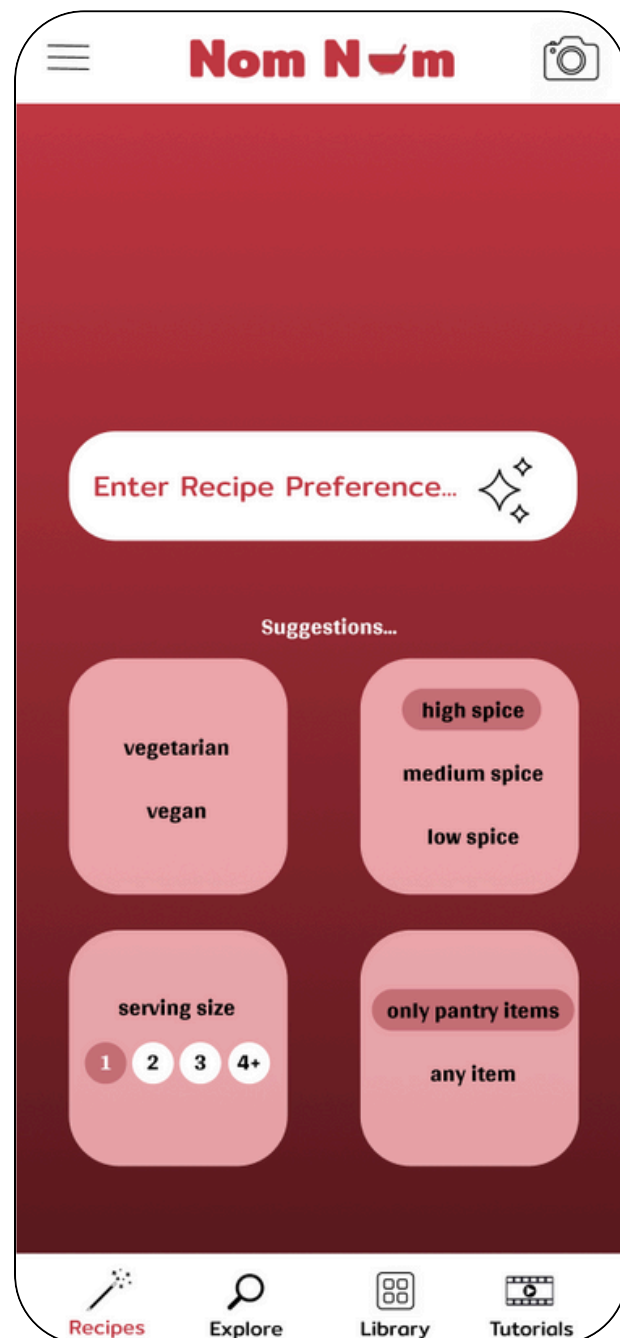 Nom Nom
Enter Recipe Preference...
Suggestions...
vegetarian
vegan
high spice
medium spice
low spice
serving size
1 2 3 4+
only pantry items
any item
Recipes Explore Library Tutorials